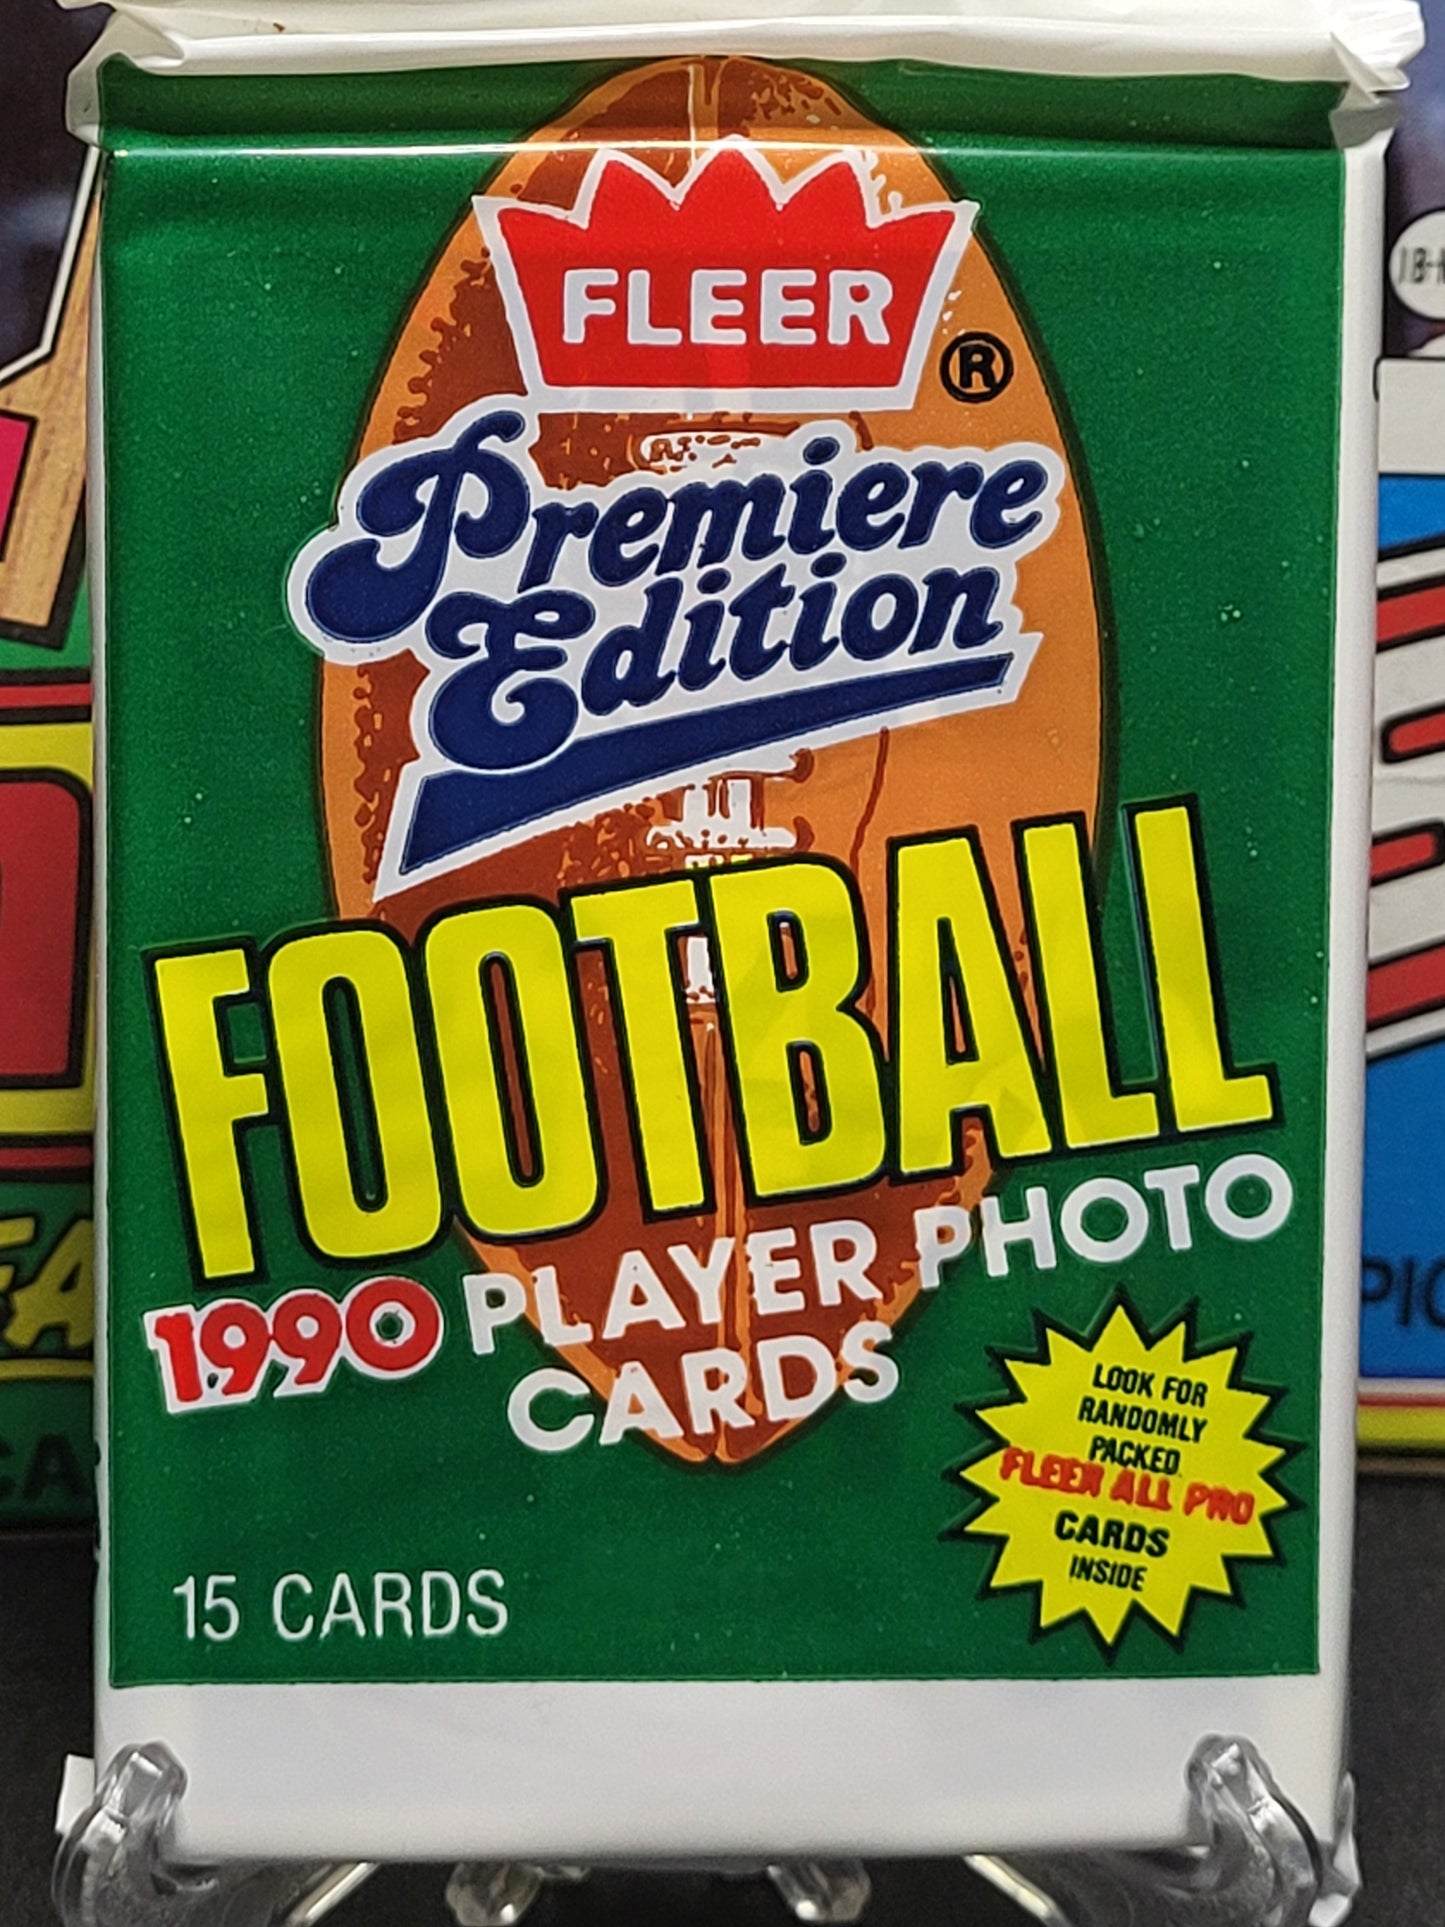 FLEER
®
Premiere
Edition
FOOTBALL
1990 PLAYER PHOTO
CARDS
LOOK FOR
RANDOMLY
PACKED
FLEER ALL PRO
CARDS
INSIDE
15 CARDS